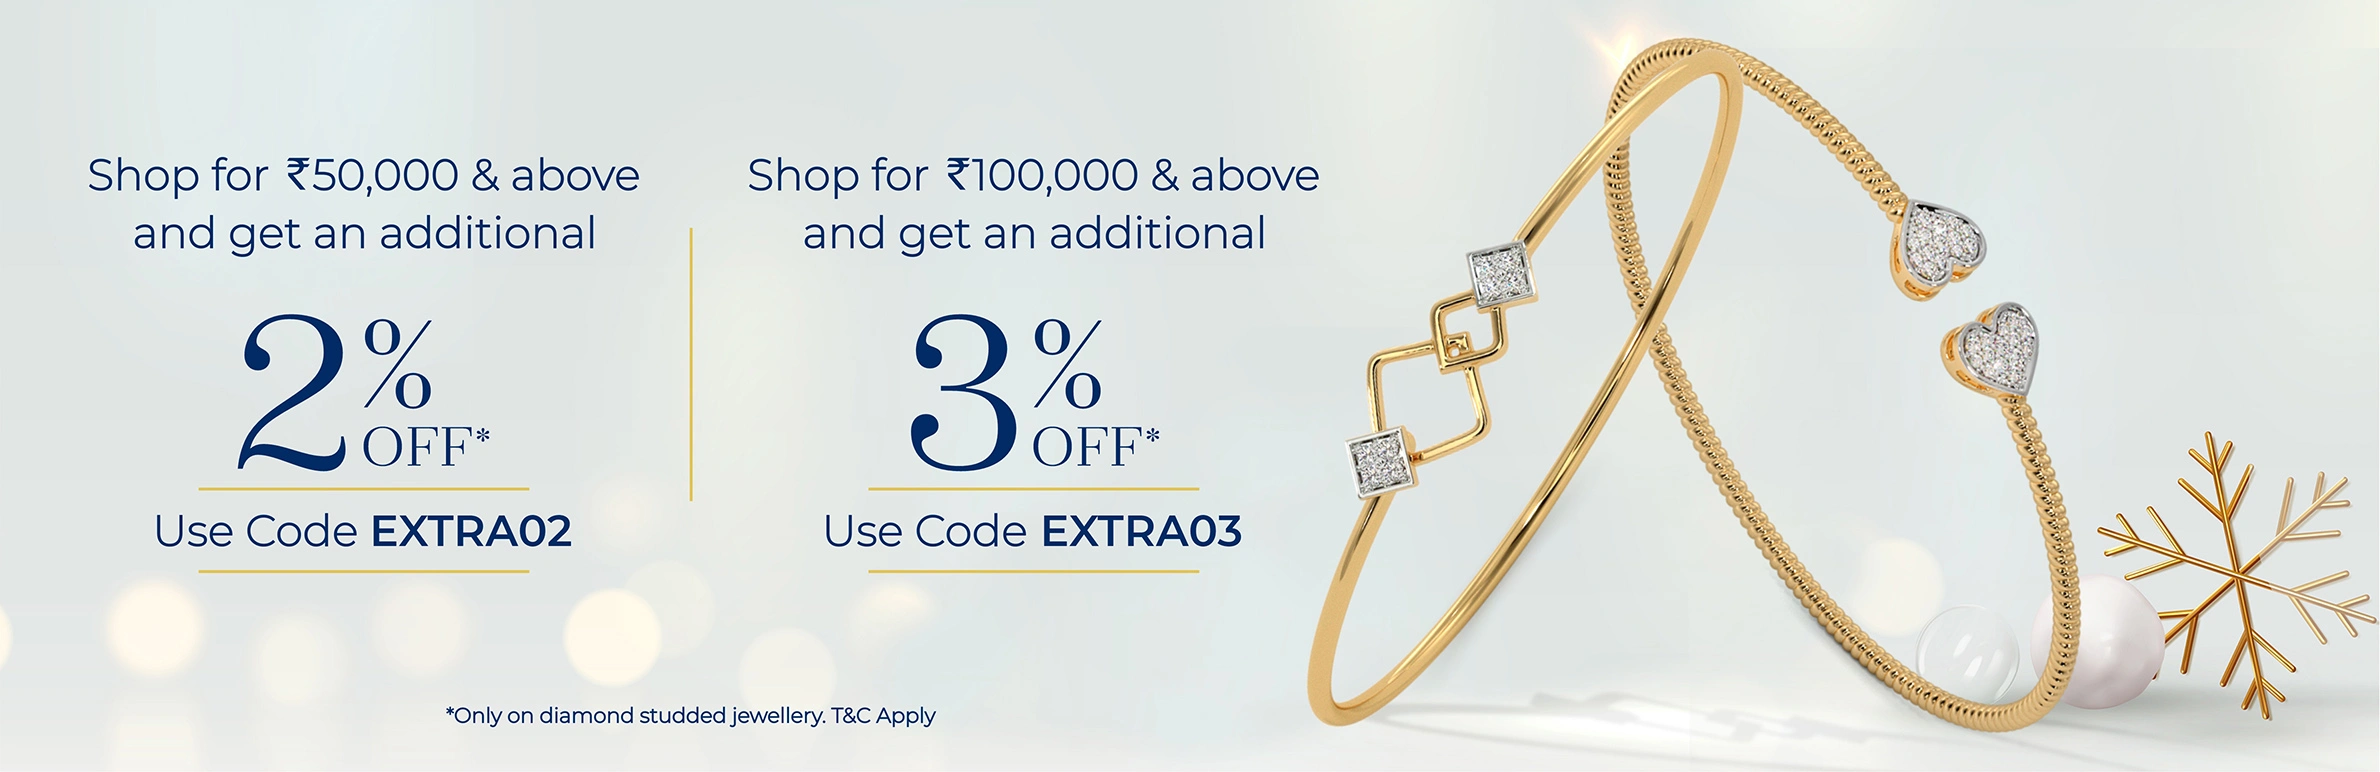 Shop for ₹50,000 & above
and get an additional
2% OFF*
Use Code EXTRA02
Shop for ₹100,000 & above
and get an additional
3% OFF*
Use Code EXTRA03
*Only on diamond studded jewellery. T&C Apply